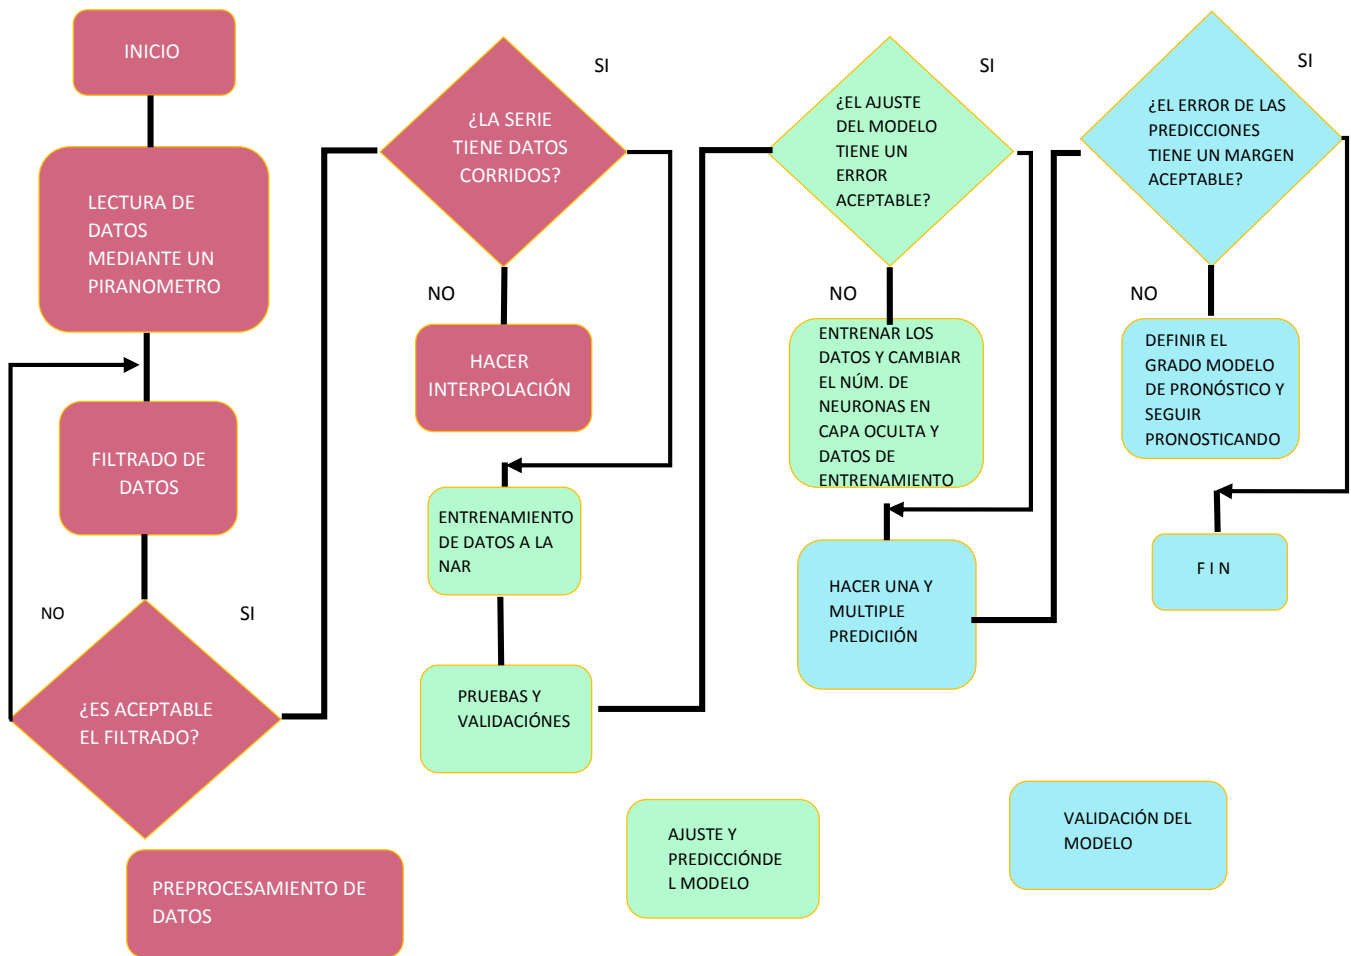 INICIO
LECTURA DE
DATOS
MEDIANTE UN
PIRANOMETRO
FILTRADO DE
DATOS
NO
SI
¿ES ACEPTABLE
EL FILTRADO?
PREPROCESAMIENTO DE
DATOS
SI
¿LA SERIE
TIENE DATOS
CORRIDOS?
NO
HACER
INTERPOLACIÓN
ENTRENAMIENTO
DE DATOS A LA
NAR
PRUEBAS Y
VALIDACIÓNES
AJUSTE Y
PREDICCIÓNDE
L MODELO
SI
¿EL AJUSTE
DEL MODELO
TIENE UN
ERROR
ACEPTABLE?
NO
ENTRENAR LOS
DATOS Y CAMBIAR
EL NÚM. DE
NEURONAS EN
CAPA OCULTA Y
DATOS DE
ENTRENAMIENTO
HACER UNA Y
MULTIPLE
PREDICIIÓN
SI
¿EL ERROR DE LAS
PREDICCIONES
TIENE UN MARGEN
ACEPTABLE?
NO
DEFINIR EL
GRADO MODELO
DE PRONÓSTICO Y
SEGUIR
PRONOSTICANDO
F I N
VALIDACIÓN DEL
MODELO